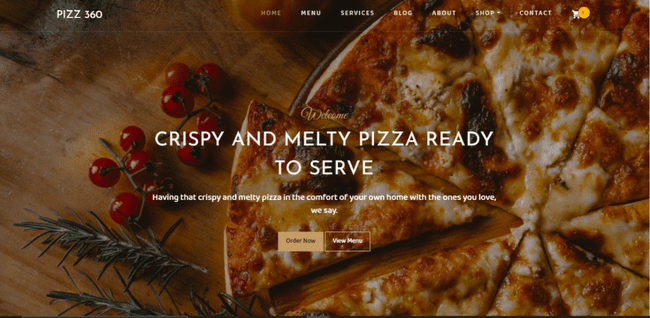 PIZZ 360
HOME MENU SERVICES BLOG ABOUT SHOP CONTACT
Welcome
CRISPY AND MELTY PIZZA READY
TO SERVE
Having that crispy and melty pizza in the comfort of your own home with the ones you love,
we say.
Order Now View Menu